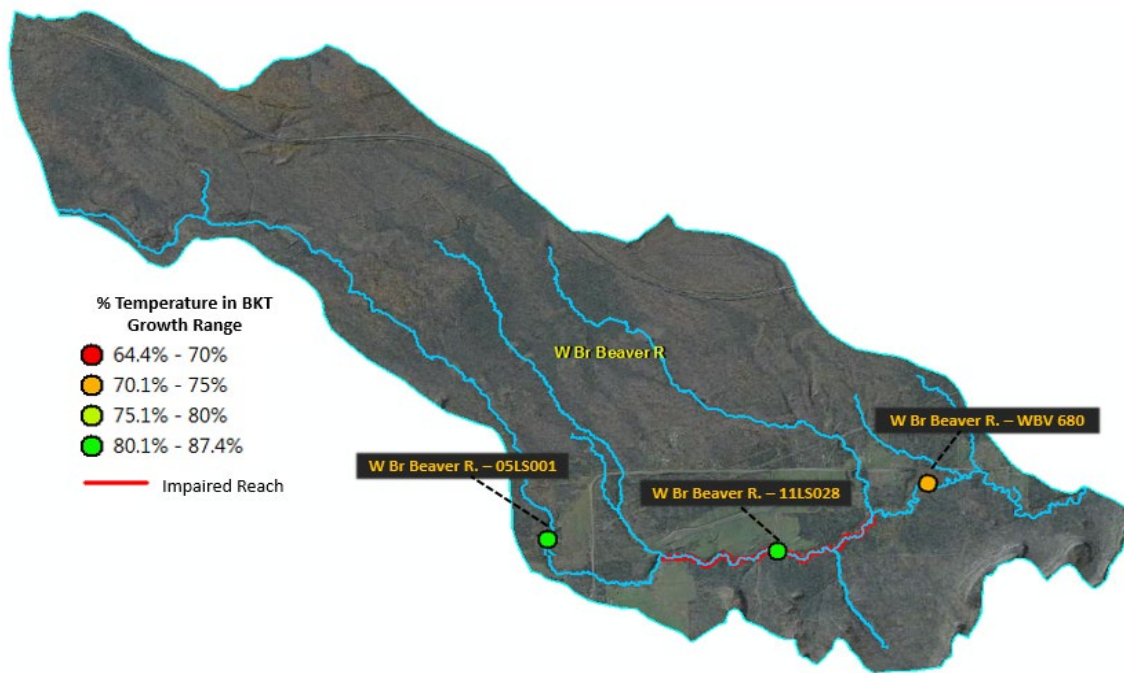 % Temperature in BKT
Growth Range
64.4% - 70%
70.1% - 75%
75.1% - 80%
80.1% - 87.4%
Impaired Reach
W Br Beaver R
W Br Beaver R. – WBV 680
W Br Beaver R. – 05LS001
W Br Beaver R. – 11LS028